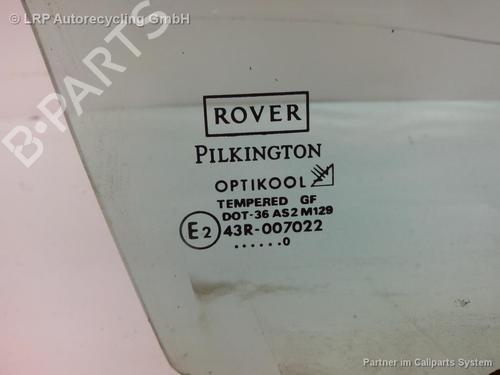 © LRP Autorecycling GmbH
B-PARTS
ROVER
PILKINGTON
OPTIKOOL
TEMPERED GF
DOT-36 AS2 M129
E2 43R-007022
......0
Partner im Callparts System